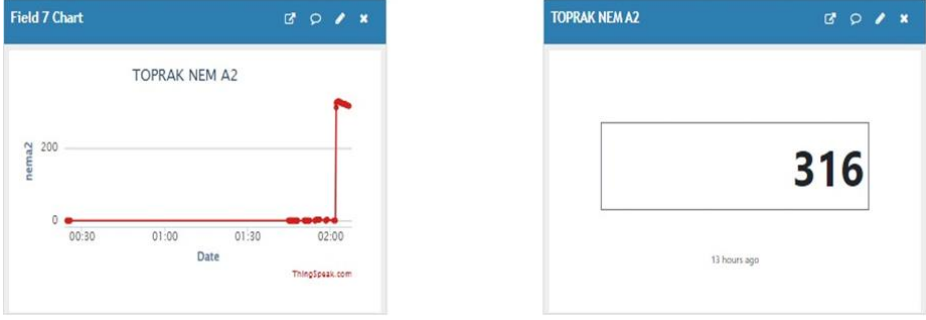 Field 7 Chart
TOPRAK NEM A2
nema2
200
0
00:30 01:00 01:30 02:00
Date
ThingSpeak.com
TOPRAK NEM A2
316
13 hours ago